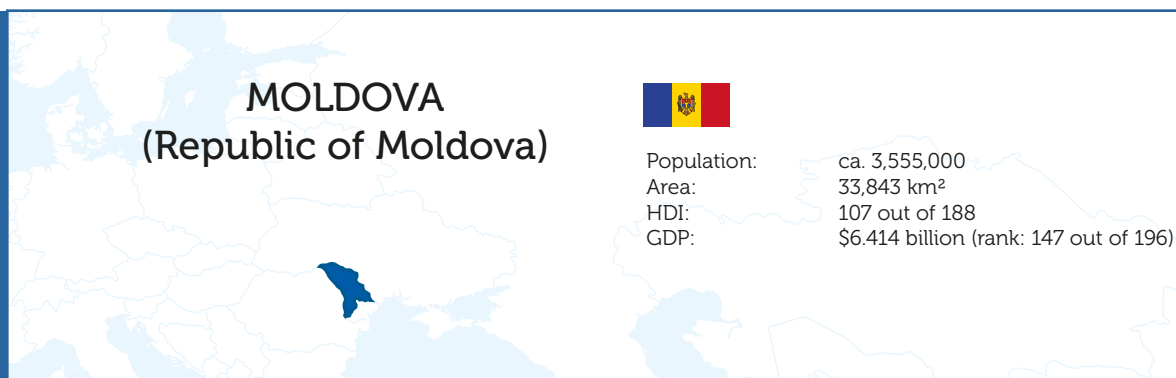 MOLDOVA
(Republic of Moldova)
Population: ca. 3,555,000
Area: 33,843 km²
HDI: 107 out of 188
GDP: $6.414 billion (rank: 147 out of 196)